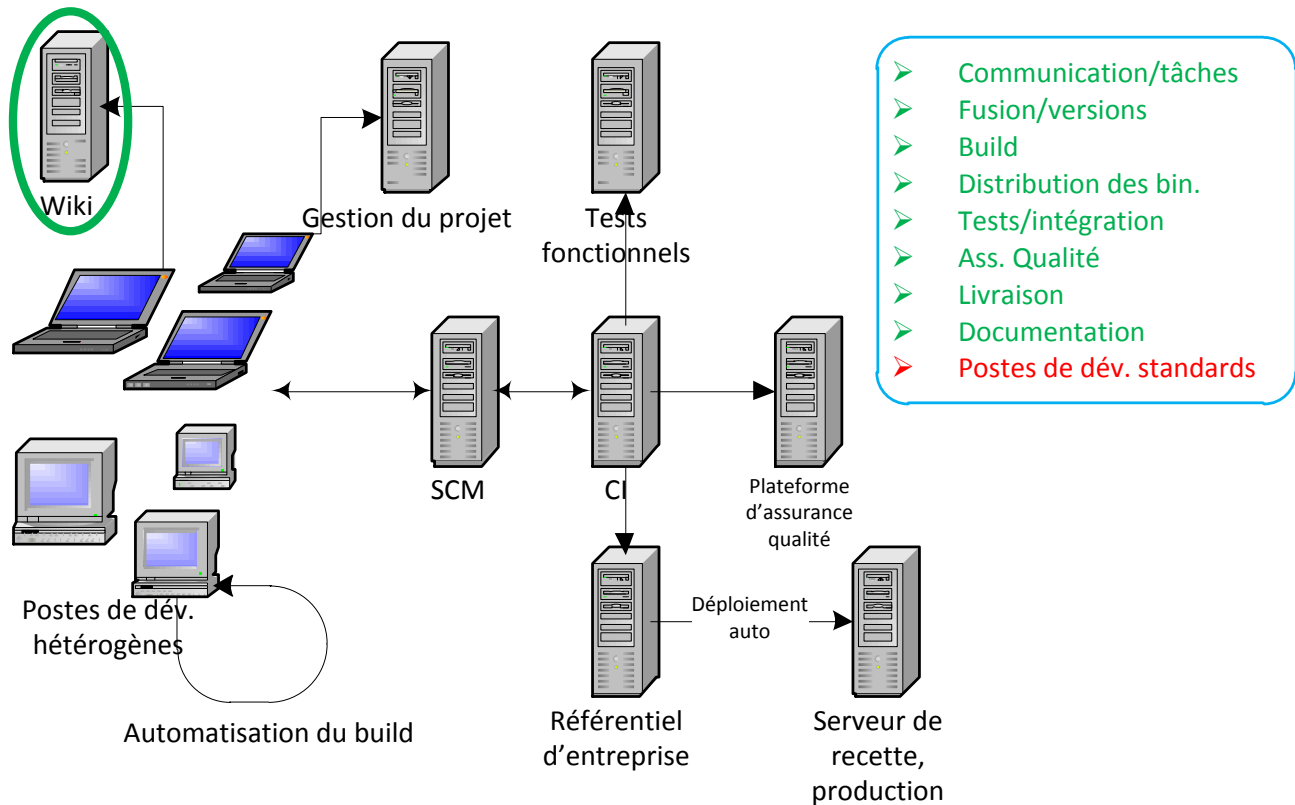 Wiki
Gestion du projet
Tests
fonctionnels
Communication/tâches
Fusion/versions
Build
Distribution des bin.
Tests/intégration
Ass. Qualité
Livraison
Documentation
Postes de dév. standards
SCM
CI
Plateforme
d’assurance
qualité
Postes de dév.
hétérogènes
Automatisation du build
Déploiement
auto
Référentiel
d’entreprise
Serveur de
recette,
production